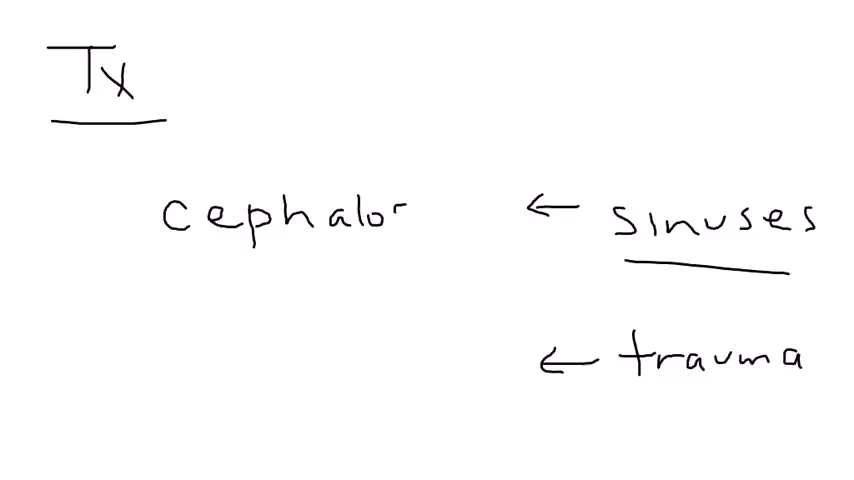 Tx
cephalor ← sinuses
← trauma